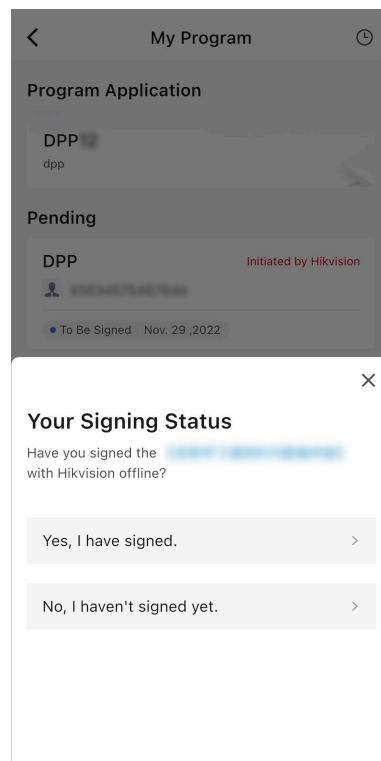 My Program
Program Application
DPP
dpp
Pending
DPP
Initiated by Hikvision
To Be Signed
Nov. 29 ,2022
Your Signing Status
Have you signed the
with Hikvision offline?
Yes, I have signed.
No, I haven't signed yet.